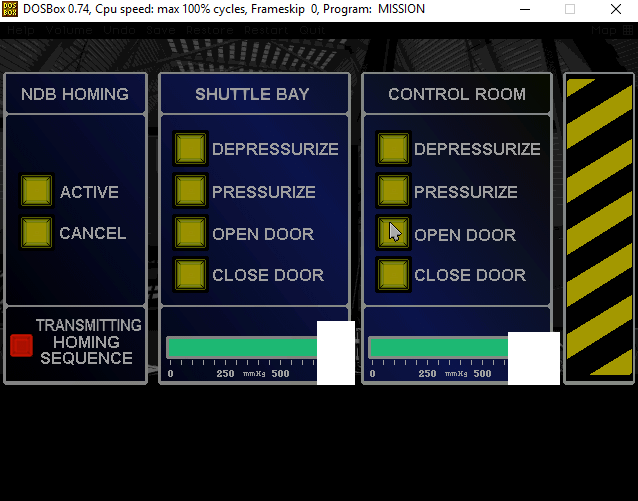 DOSBox 0.74, Cpu speed: max 100% cycles, Frameskip 0, Program: MISSION
Help Volume Undo Save Restore Restart Quit Map
NDB HOMING
ACTIVE
CANCEL
TRANSMITTING
HOMING
SEQUENCE
SHUTTLE BAY
DEPRESSURIZE
PRESSURIZE
OPEN DOOR
CLOSE DOOR
0 250 mmHg 500
CONTROL ROOM
DEPRESSURIZE
PRESSURIZE
OPEN DOOR
CLOSE DOOR
0 250 mmHg 500